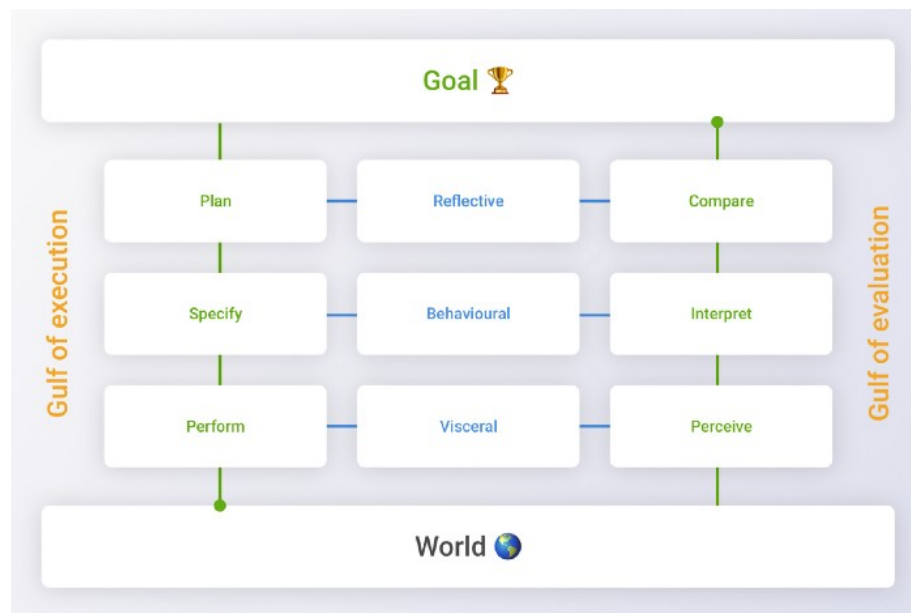 Goal 🏆
Plan
Reflective
Compare
Gulf of execution
Specify
Behavioural
Interpret
Gulf of evaluation
Perform
Visceral
Perceive
World 🌎